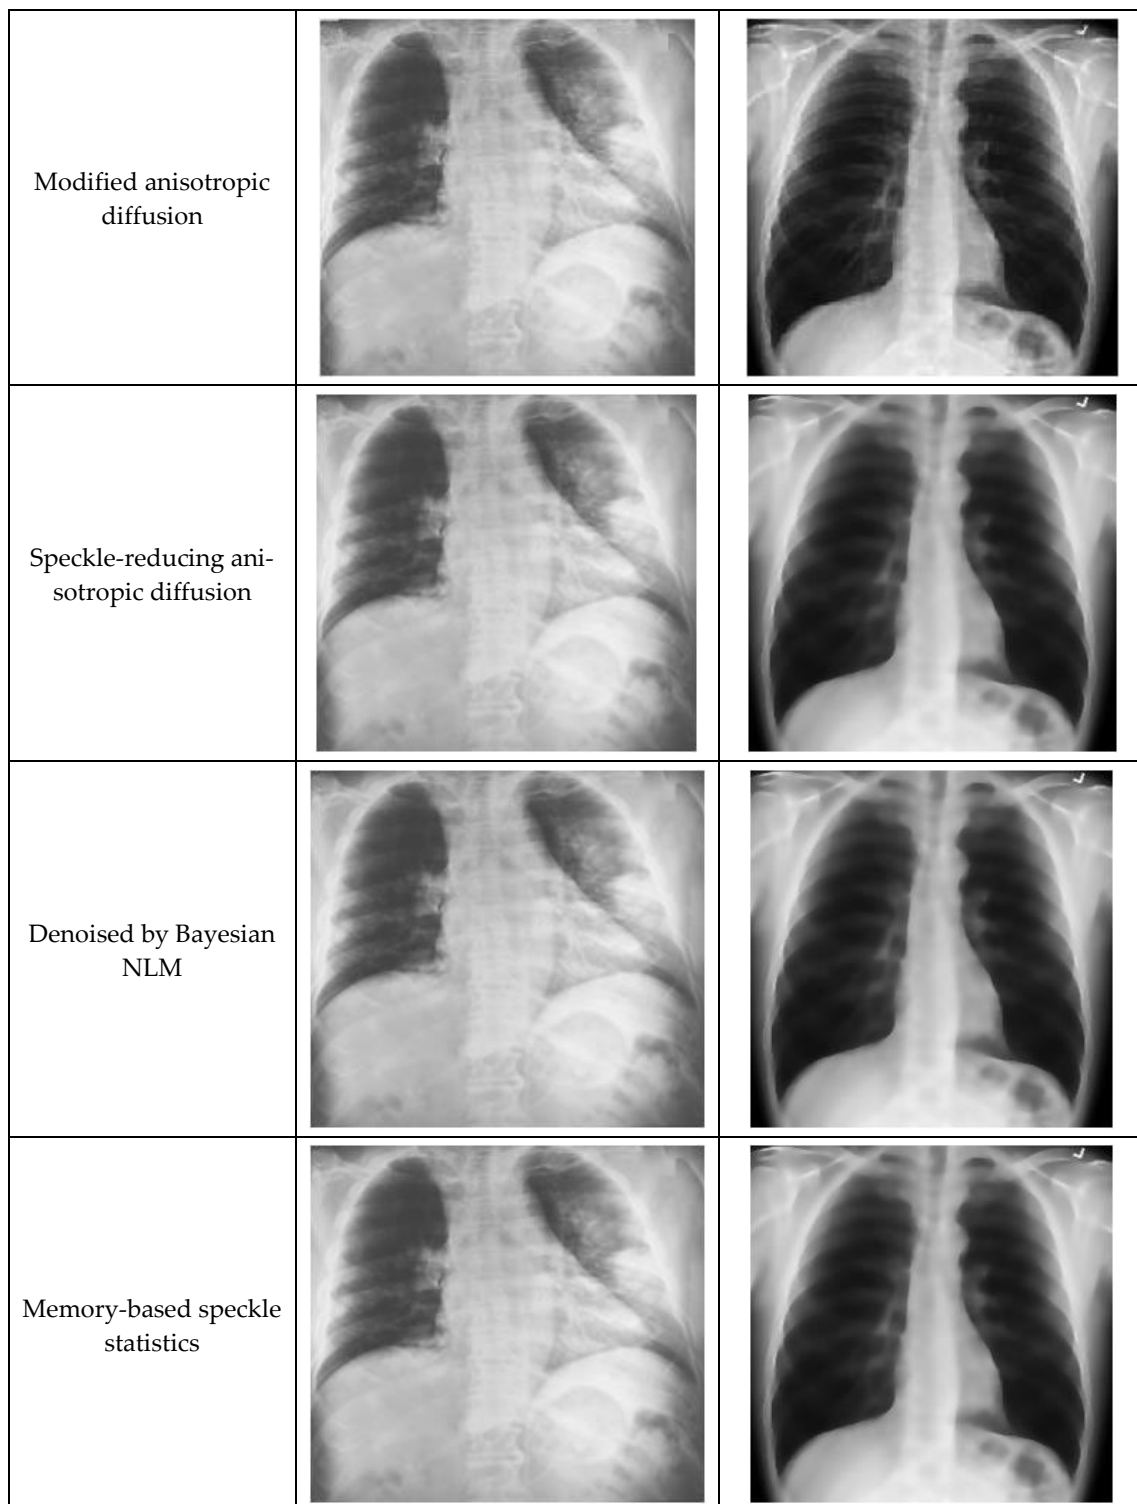 Modified anisotropic
diffusion
Speckle-reducing ani-
sotropic diffusion
Denoised by Bayesian
NLM
Memory-based speckle
statistics